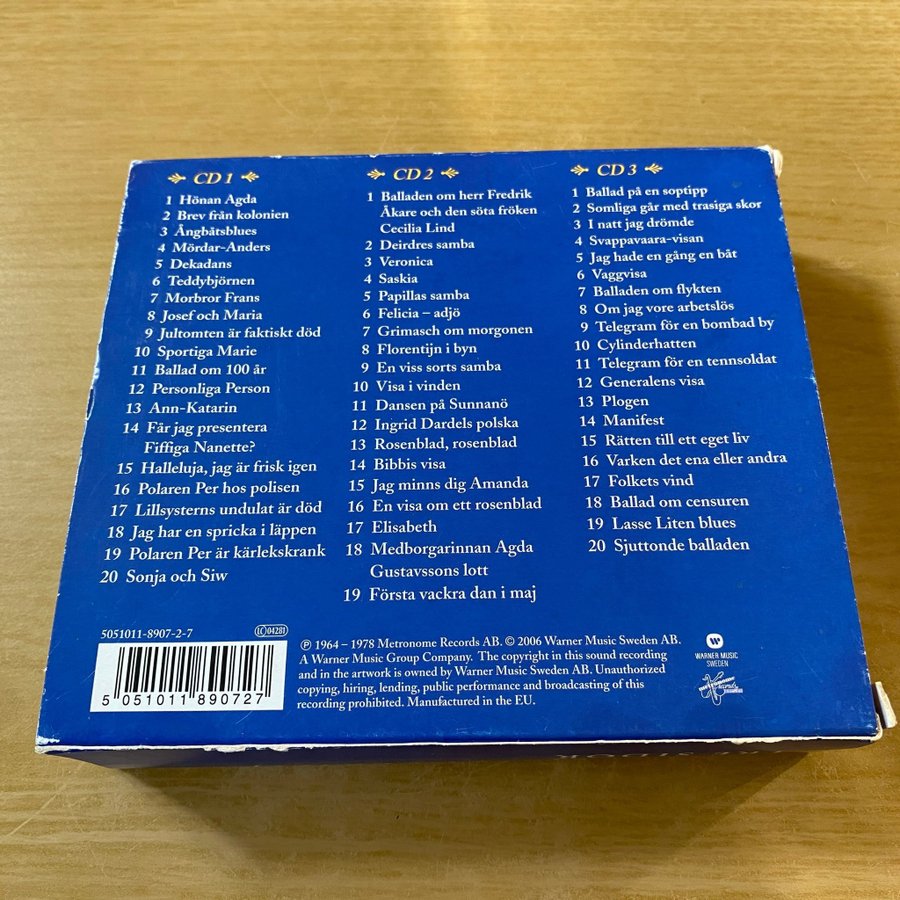 CD 1
1 Hönan Agda
2 Brev från kolonien
3 Ångbåtsblues
4 Mördar-Anders
5 Dekadans
6 Teddybjörnen
7 Morbror Frans
8 Josef och Maria
9 Jultomten är faktiskt död
10 Sportiga Marie
11 Ballad om 100 år
12 Personliga Person
13 Ann-Katarin
14 Får jag presentera
Fiffiga Nanette?
15 Halleluja, jag är frisk igen
16 Polaren Per hos polisen
17 Lillsysterns undulat är död
18 Jag har en spricka i läppen
19 Polaren Per är kärlekskrank
20 Sonja och Siw
CD 2
1 Balladen om herr Fredrik
Åkare och den söta fröken
Cecilia Lind
2 Deirdres samba
3 Veronica
4 Saskia
5 Papillas samba
6 Felicia – adjö
7 Grimasch om morgonen
8 Florentijn i byn
9 En viss sorts samba
10 Visa i vinden
11 Dansen på Sunnanö
12 Ingrid Dardels polska
13 Rosenblad, rosenblad
14 Bibbis visa
15 Jag minns dig Amanda
16 En visa om ett rosenblad
17 Elisabeth
18 Medborgarinnan Agda
Gustavssons lott
19 Första vackra dan i maj
CD 3
1 Ballad på en soptipp
2 Somliga går med trasiga skor
3 I natt jag drömde
4 Svappavaara-visan
5 Jag hade en gång en båt
6 Vaggvisa
7 Balladen om flykten
8 Om jag vore arbetslös
9 Telegram för en bombad by
10 Cylinderhatten
11 Telegram för en tennsoldat
12 Generalens visa
13 Plogen
14 Manifest
15 Rätten till ett eget liv
16 Varken det ena eller andra
17 Folkets vind
18 Ballad om censuren
19 Lasse Liten blues
20 Sjuttonde balladen
5051011-8907-2-7
LC 04281
5 051011 890727
℗ 1964 – 1978 Metronome Records AB. © 2006 Warner Music Sweden AB.
A Warner Music Group Company. The copyright in this sound recording
and in the artwork is owned by Warner Music Sweden AB. Unauthorized
copying, hiring, lending, public performance and broadcasting of this
recording prohibited. Manufactured in the EU.
WARNER MUSIC
SWEDEN